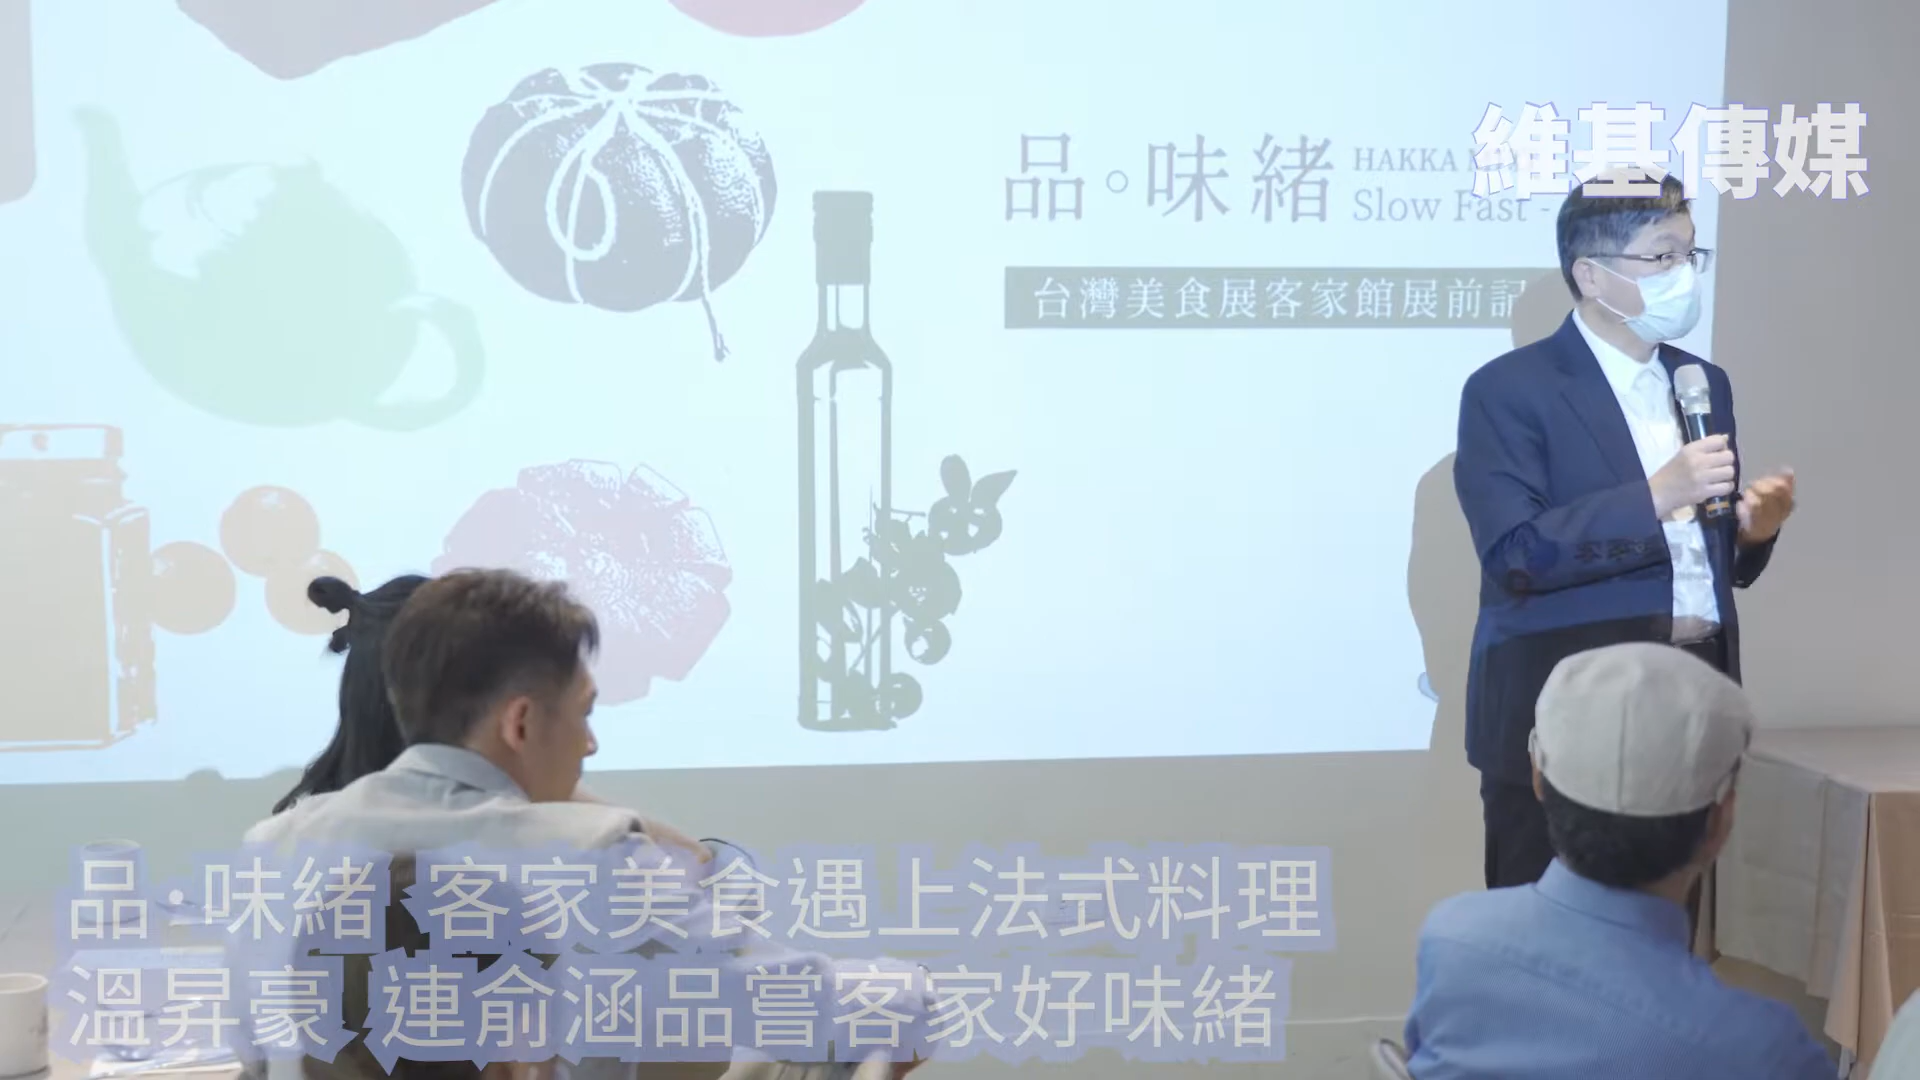 維基傳媒
品。味緒
HAKKA
Slow Fast -
台灣美食展客家館展前記
品·味緒 客家美食遇上法式料理
溫昇豪 連俞涵品嘗客家好味緒